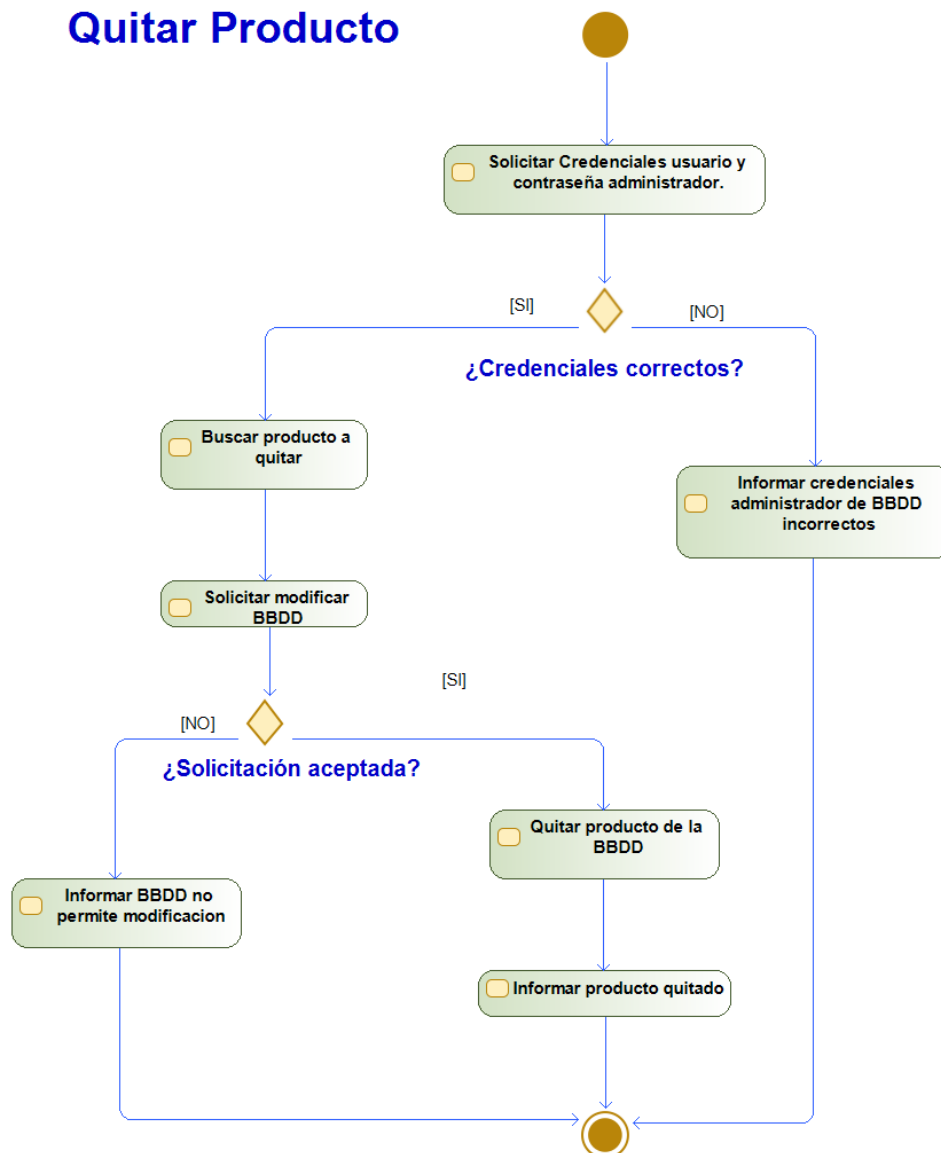 Quitar Producto
Solicitar Credenciales usuario y
contraseña administrador.
[SI]
[NO]
¿Credenciales correctos?
Buscar producto a
quitar
Informar credenciales
administrador de BBDD
incorrectos
Solicitar modificar
BBDD
[SI]
[NO]
¿Solicitación aceptada?
Quitar producto de la
BBDD
Informar BBDD no
permite modificacion
Informar producto quitado